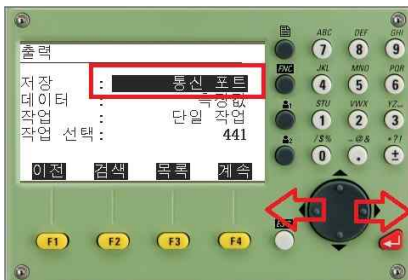 출력
저장 : 통신 포트
데이터 : 측정값
작업 : 단일 작업
작업 선택: 441
이전 검색 목록 계속
F1 F2 F3 F4
ABC DEF GHI
7 8 9
FNC JKL MNO PQR
4 5 6
STU VWX YZ_
1 2 3
/$% _@& *?!
0 . ±